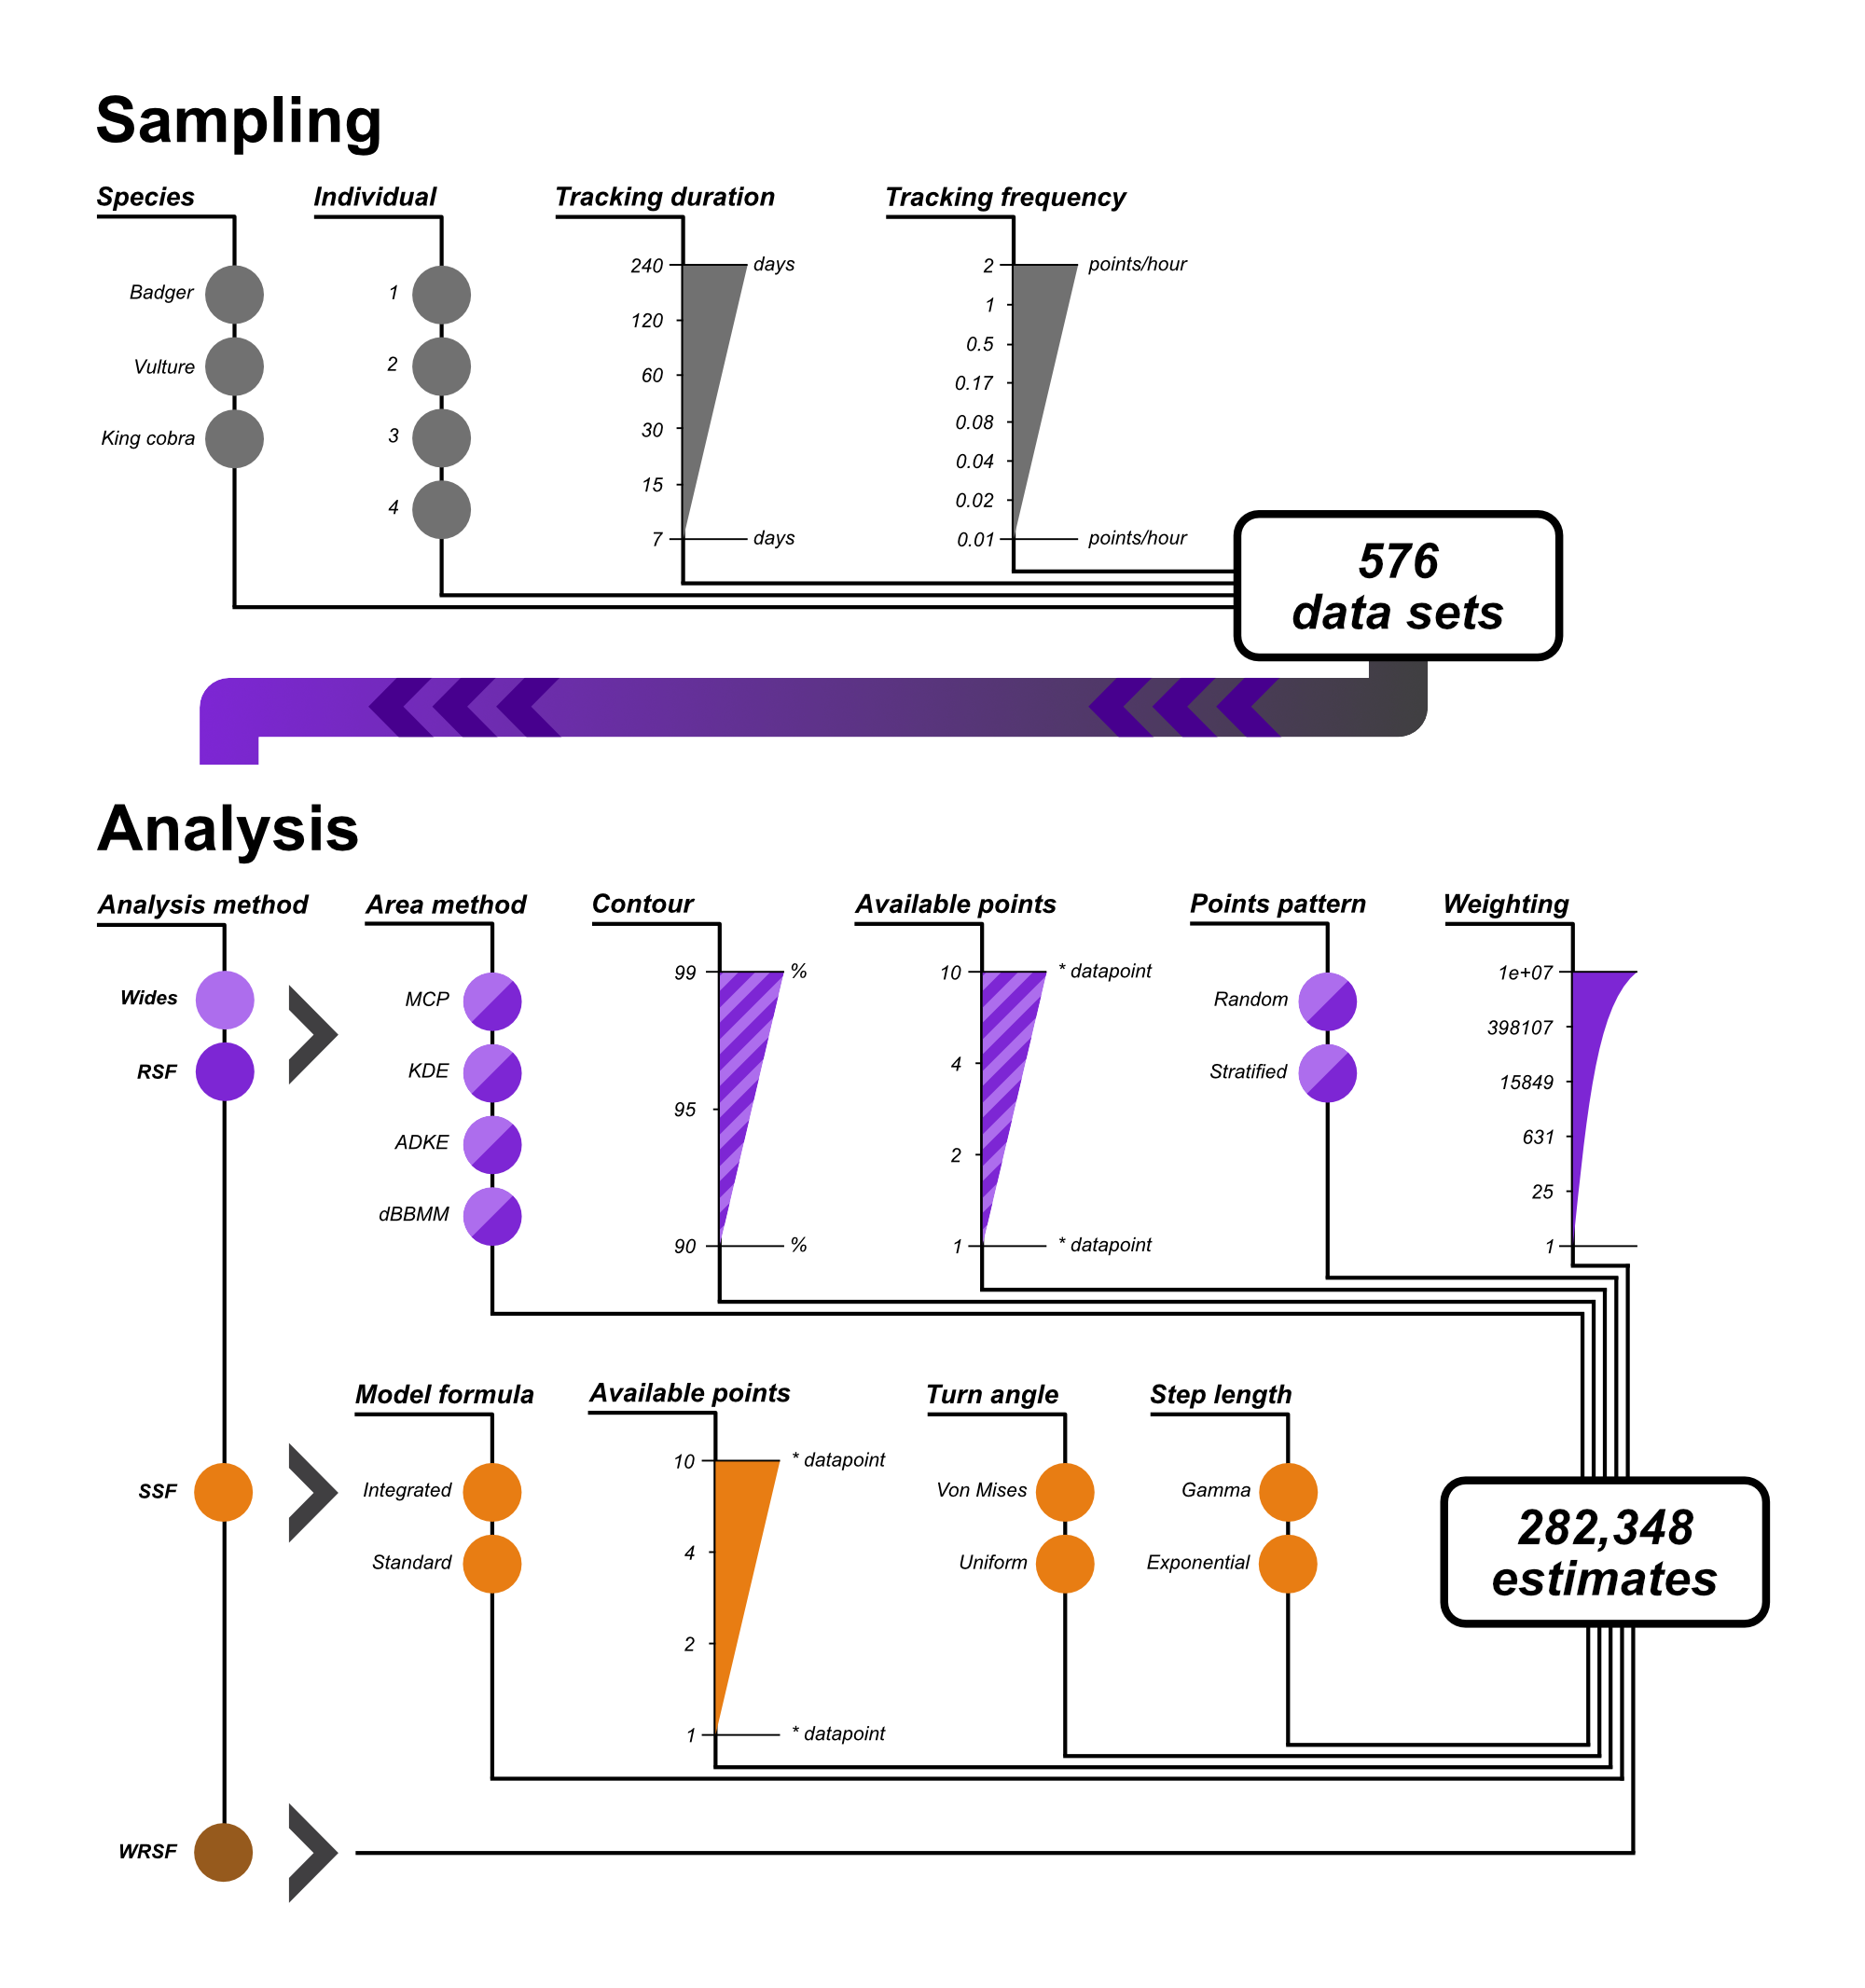 Sampling
Species
Badger
Vulture
King cobra
Individual
1
2
3
4
Tracking duration
240
days
120
60
30
15
7
days
Tracking frequency
2
points/hour
1
0.5
0.17
0.08
0.04
0.02
0.01
points/hour
576
data sets
Analysis
Analysis method
Wides
RSF
SSF
WRSF
Area method
MCP
KDE
ADKE
dBBMM
Contour
99
%
95
90
%
Available points
10
* datapoint
4
2
1
* datapoint
Points pattern
Random
Stratified
Weighting
1e+07
398107
15849
631
25
1
Model formula
Integrated
Standard
Available points
10
* datapoint
4
2
1
* datapoint
Turn angle
Von Mises
Uniform
Step length
Gamma
Exponential
282,348
estimates